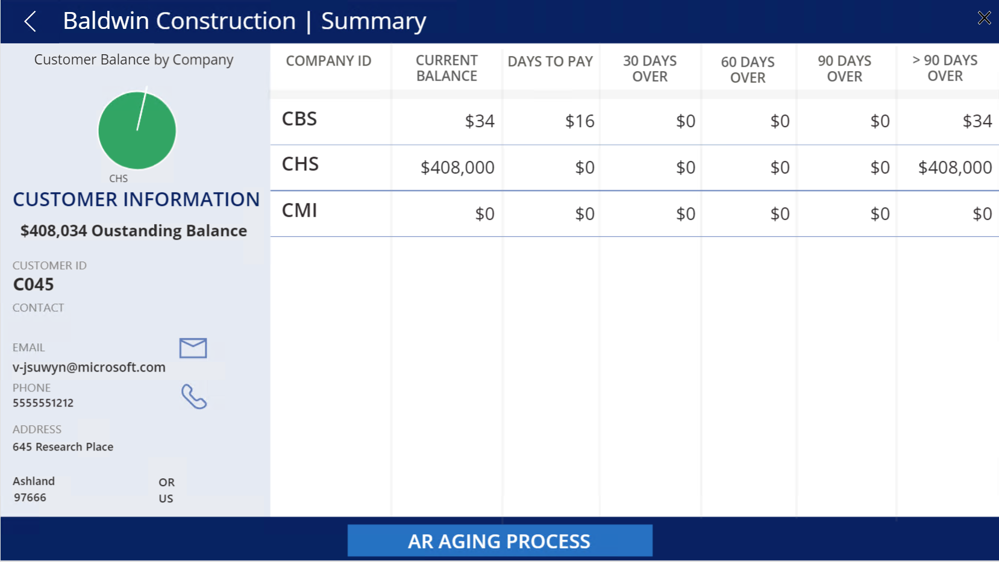 Baldwin Construction | Summary
Customer Balance by Company
CHS
CUSTOMER INFORMATION
$408,034 Oustanding Balance
CUSTOMER ID
C045
CONTACT
EMAIL
v-jsuwyn@microsoft.com
PHONE
5555551212
ADDRESS
645 Research Place
Ashland OR
97666 US
COMPANY ID
CURRENT
BALANCE
DAYS TO PAY
30 DAYS
OVER
60 DAYS
OVER
90 DAYS
OVER
> 90 DAYS
OVER
CBS $34 $16 $0 $0 $0 $34
CHS $408,000 $0 $0 $0 $0 $408,000
CMI $0 $0 $0 $0 $0 $0
AR AGING PROCESS